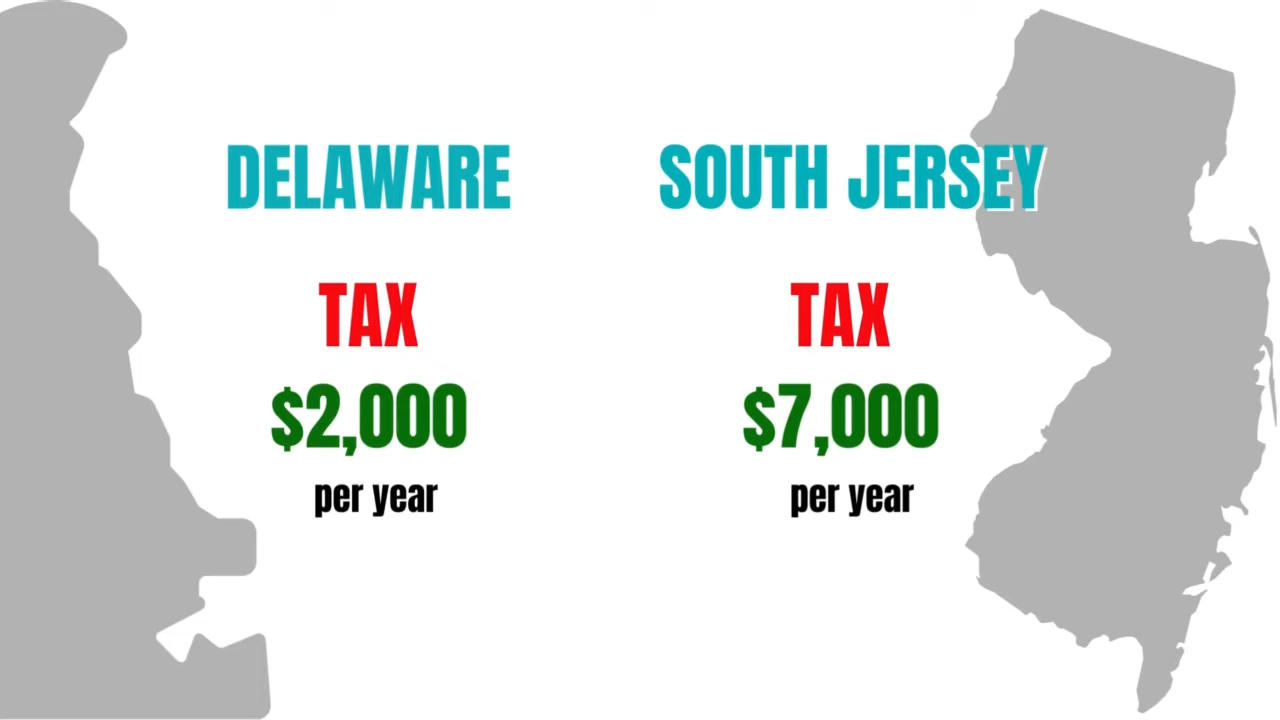 DELAWARE
TAX
$2,000
per year
SOUTH JERSEY
TAX
$7,000
per year